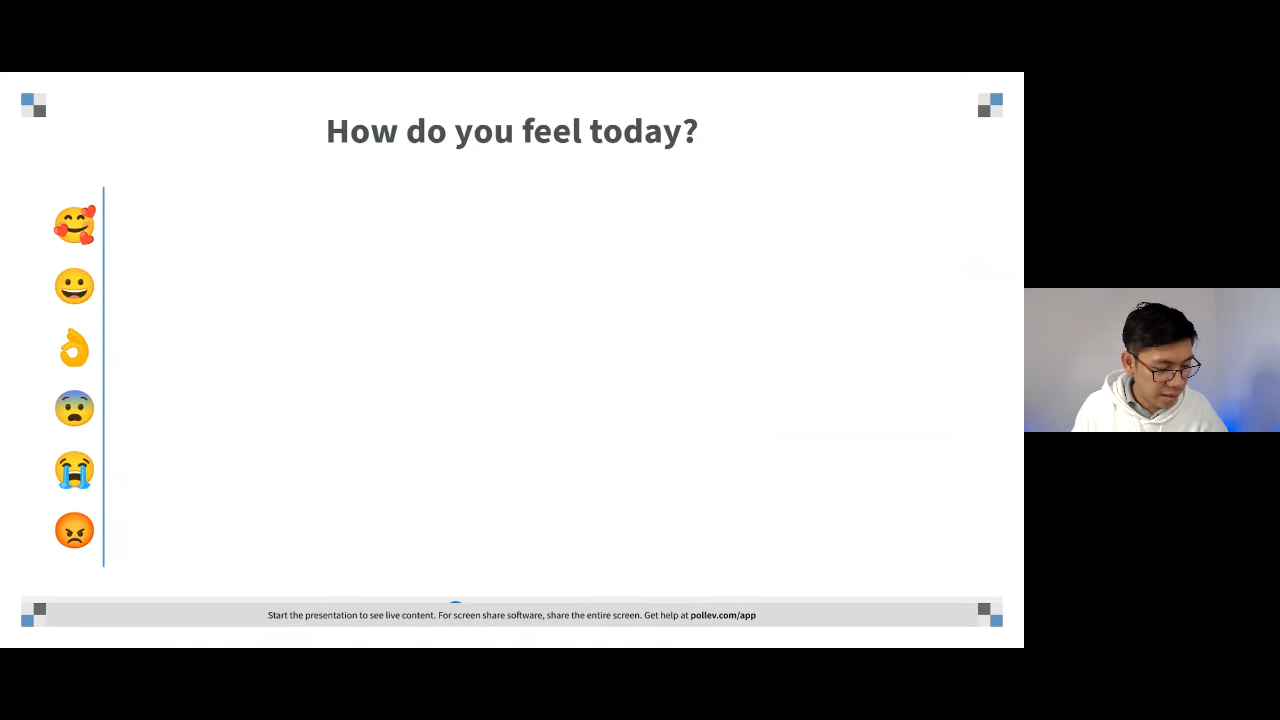 How do you feel today?
Start the presentation to see live content. For screen share software, share the entire screen. Get help at pollev.com/app